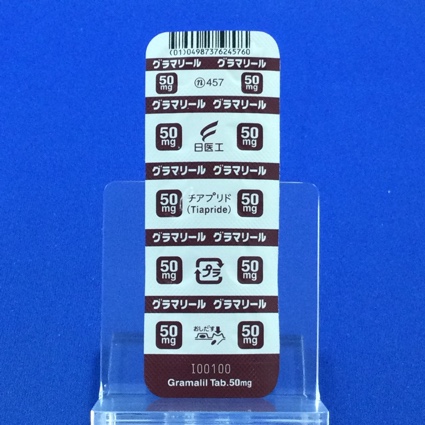 (01)04987376245760
グラマリール グラマリール
50mg ⓝ457 50mg
グラマリール グラマリール
50mg 日医工 50mg
グラマリール グラマリール
50mg チアプリド (Tiapride) 50mg
グラマリール グラマリール
50mg プラ 50mg
グラマリール グラマリール
50mg おしだす 50mg
I00100
Gramalil Tab.50mg